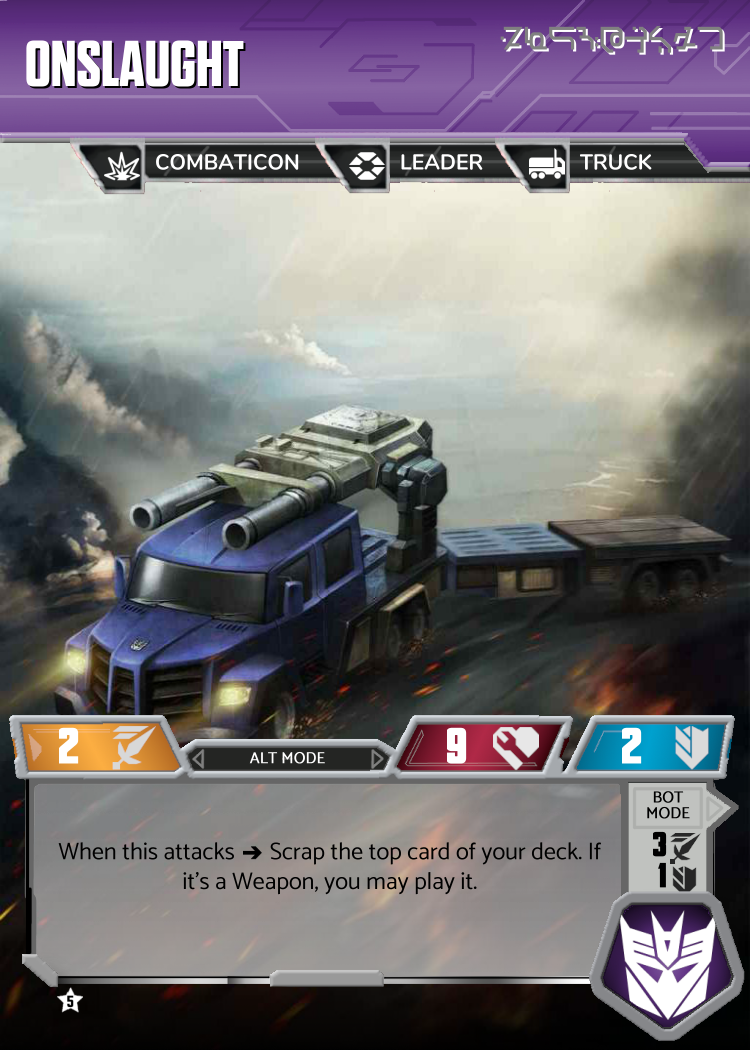 ONSLAUGHT
COMBATICON
LEADER
TRUCK
2
ALT MODE
9
2
When this attacks ➔ Scrap the top card of your deck. If
it's a Weapon, you may play it.
BOT
MODE
3
1
5